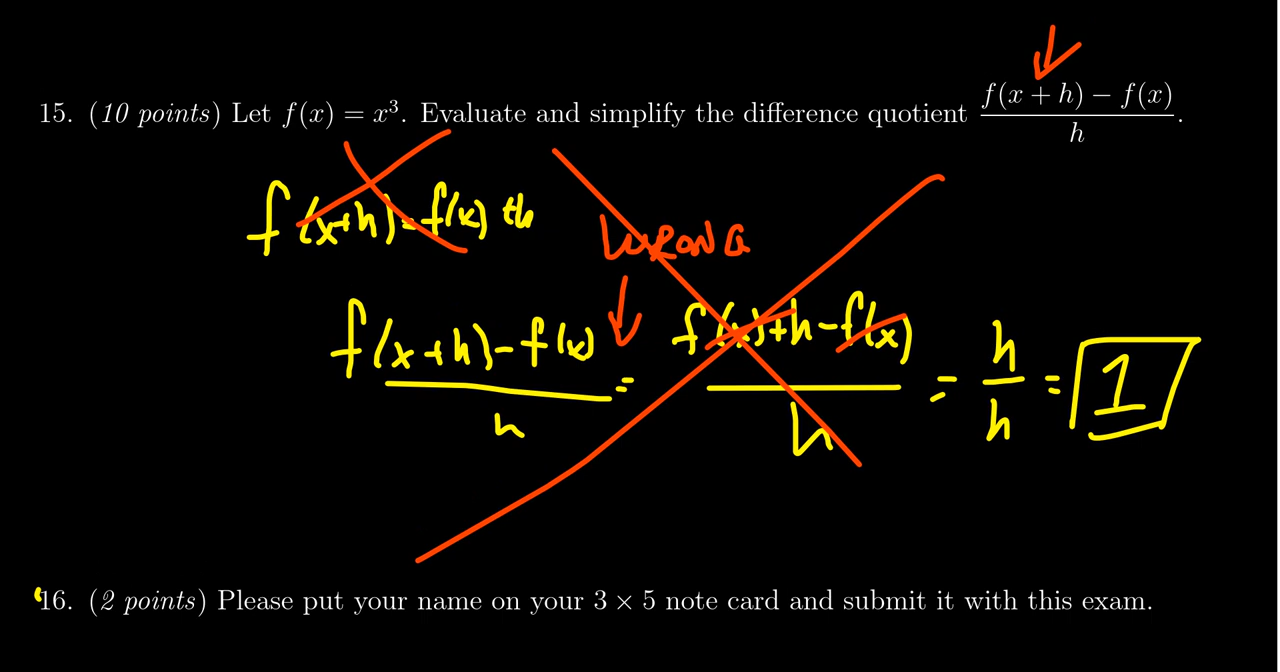 15. (10 points) Let f(x) = x³. Evaluate and simplify the difference quotient (f(x + h) − f(x))/h.
f(x+h)=f(x)+h
WRONG
(f(x+h)-f(x))/h = (f(x)+h-f(x))/h = h/h = 1
16. (2 points) Please put your name on your 3 × 5 note card and submit it with this exam.